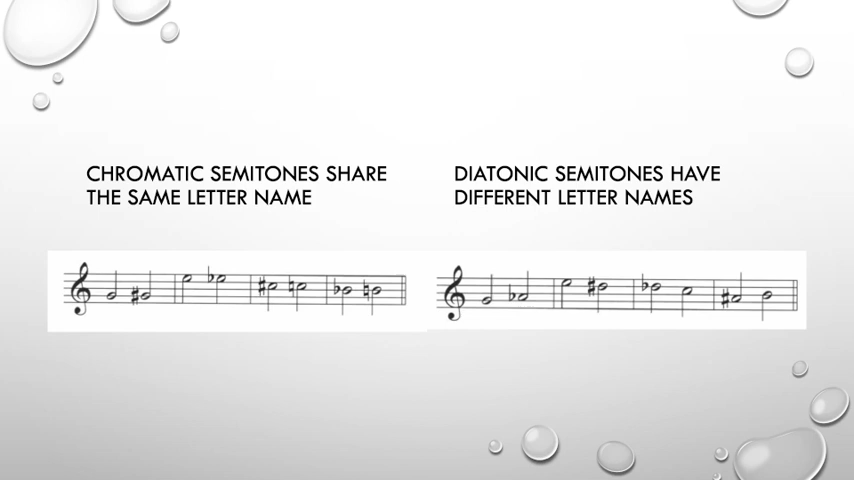 CHROMATIC SEMITONES SHARE
THE SAME LETTER NAME
DIATONIC SEMITONES HAVE
DIFFERENT LETTER NAMES